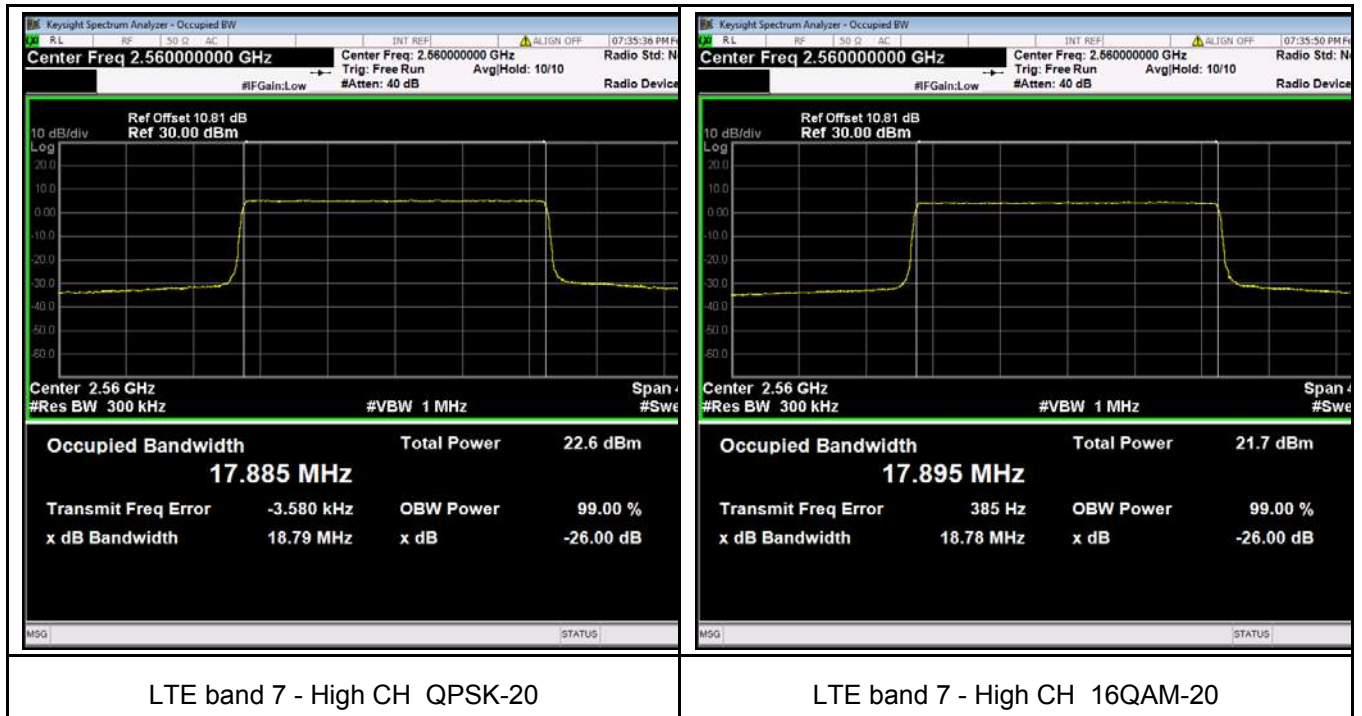 Keysight Spectrum Analyzer - Occupied BW
RL RF 50 Ω AC INT REF ALIGN OFF 07:35:36 PM
Center Freq 2.560000000 GHz
Center Freq: 2.560000000 GHz
Radio Std:
Trig: Free Run Avg|Hold: 10/10
#IFGain:Low #Atten: 40 dB Radio Device
Ref Offset 10.81 dB
10 dB/div Ref 30.00 dBm
Log
20.0
10.0
0.00
-10.0
-20.0
-30.0
-40.0
-50.0
-60.0
Center 2.56 GHz Span
#Res BW 300 kHz #VBW 1 MHz #Swe
Occupied Bandwidth Total Power 22.6 dBm
17.885 MHz
Transmit Freq Error -3.580 kHz OBW Power 99.00 %
x dB Bandwidth 18.79 MHz x dB -26.00 dB
MSG STATUS
LTE band 7 - High CH QPSK-20
Keysight Spectrum Analyzer - Occupied BW
RL RF 50 Ω AC INT REF ALIGN OFF 07:35:50 PM
Center Freq 2.560000000 GHz
Center Freq: 2.560000000 GHz
Radio Std:
Trig: Free Run Avg|Hold: 10/10
#IFGain:Low #Atten: 40 dB Radio Device
Ref Offset 10.81 dB
10 dB/div Ref 30.00 dBm
Log
20.0
10.0
0.00
-10.0
-20.0
-30.0
-40.0
-50.0
-60.0
Center 2.56 GHz Span
#Res BW 300 kHz #VBW 1 MHz #Swe
Occupied Bandwidth Total Power 21.7 dBm
17.895 MHz
Transmit Freq Error 385 Hz OBW Power 99.00 %
x dB Bandwidth 18.78 MHz x dB -26.00 dB
MSG STATUS
LTE band 7 - High CH 16QAM-20